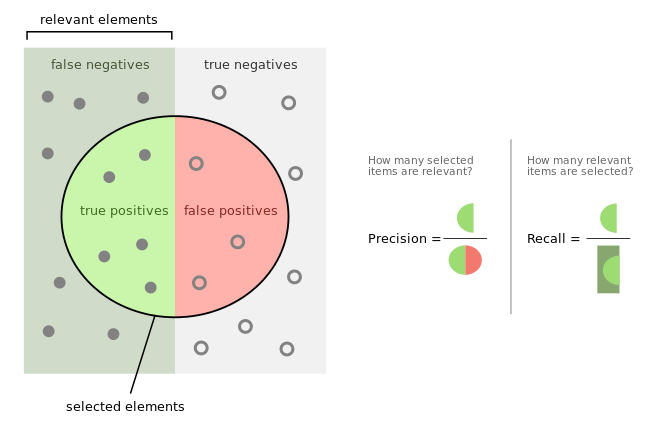 relevant elements
false negatives
true negatives
true positives
false positives
selected elements
How many selected
items are relevant?
Precision =
How many relevant
items are selected?
Recall =